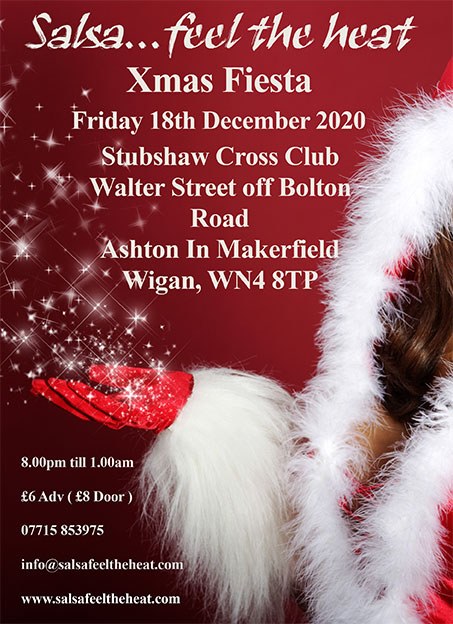 Salsa...feel the heat
Xmas Fiesta
Friday 18th December 2020
Stubshaw Cross Club
Walter Street off Bolton
Road
Ashton In Makerfield
Wigan, WN4 8TP
8.00pm till 1.00am
£6 Adv ( £8 Door )
07715 853975
info@salsafeeltheheat.com
www.salsafeeltheheat.com